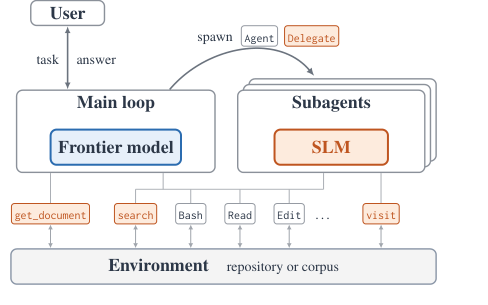 User
spawn Agent Delegate
task answer
Main loop
Subagents
Frontier model
SLM
get_document search Bash Read Edit ... visit
Environment repository or corpus